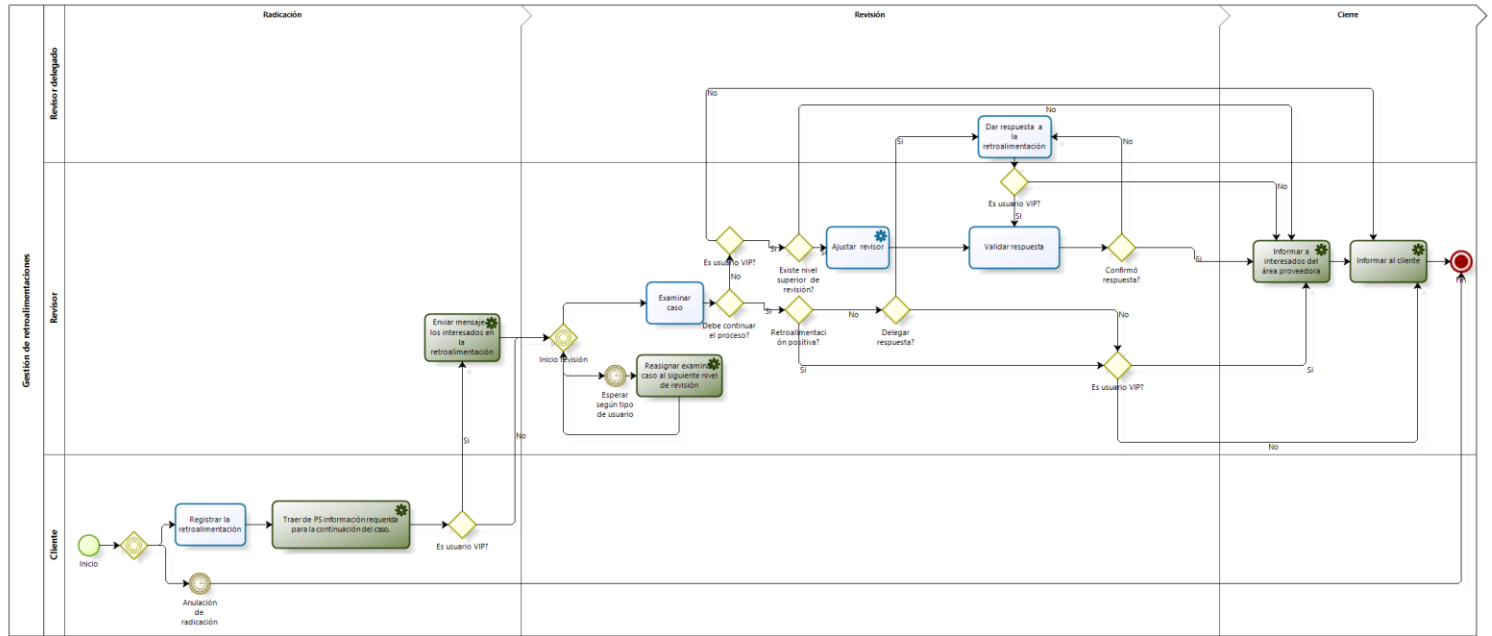 Radicación
Revisión
Cierre
Gestión de retroalimentaciones
Revisor delegado
Revisor
Cliente
No
No
Dar respuesta a
la
retroalimentación
Si
No
Es usuario VIP?
No
SI
Es usuario VIP?
Si
Existe nivel
superior de
revisión?
Ajustar revisor
Validar respuesta
Confirmó
respuesta?
Si
Informar a
interesados del
área proveedora
Informar al cliente
No
Examinar
caso
Debe continuar
el proceso?
Si
Retroalimentaci
ón positiva?
No
Delegar
respuesta?
No
Enviar mensaje
los interesados en
la
retroalimentación
Inicio revisión
Esperar
según tipo
de usuario
Reasignar examinar
caso al siguiente nivel
de revisión
Si
Es usuario VIP?
Si
No
Si
No
Inicio
Registrar la
retroalimentación
Traer de PS información requerida
para la continuación del caso.
Es usuario VIP?
Anulación
de
radicación